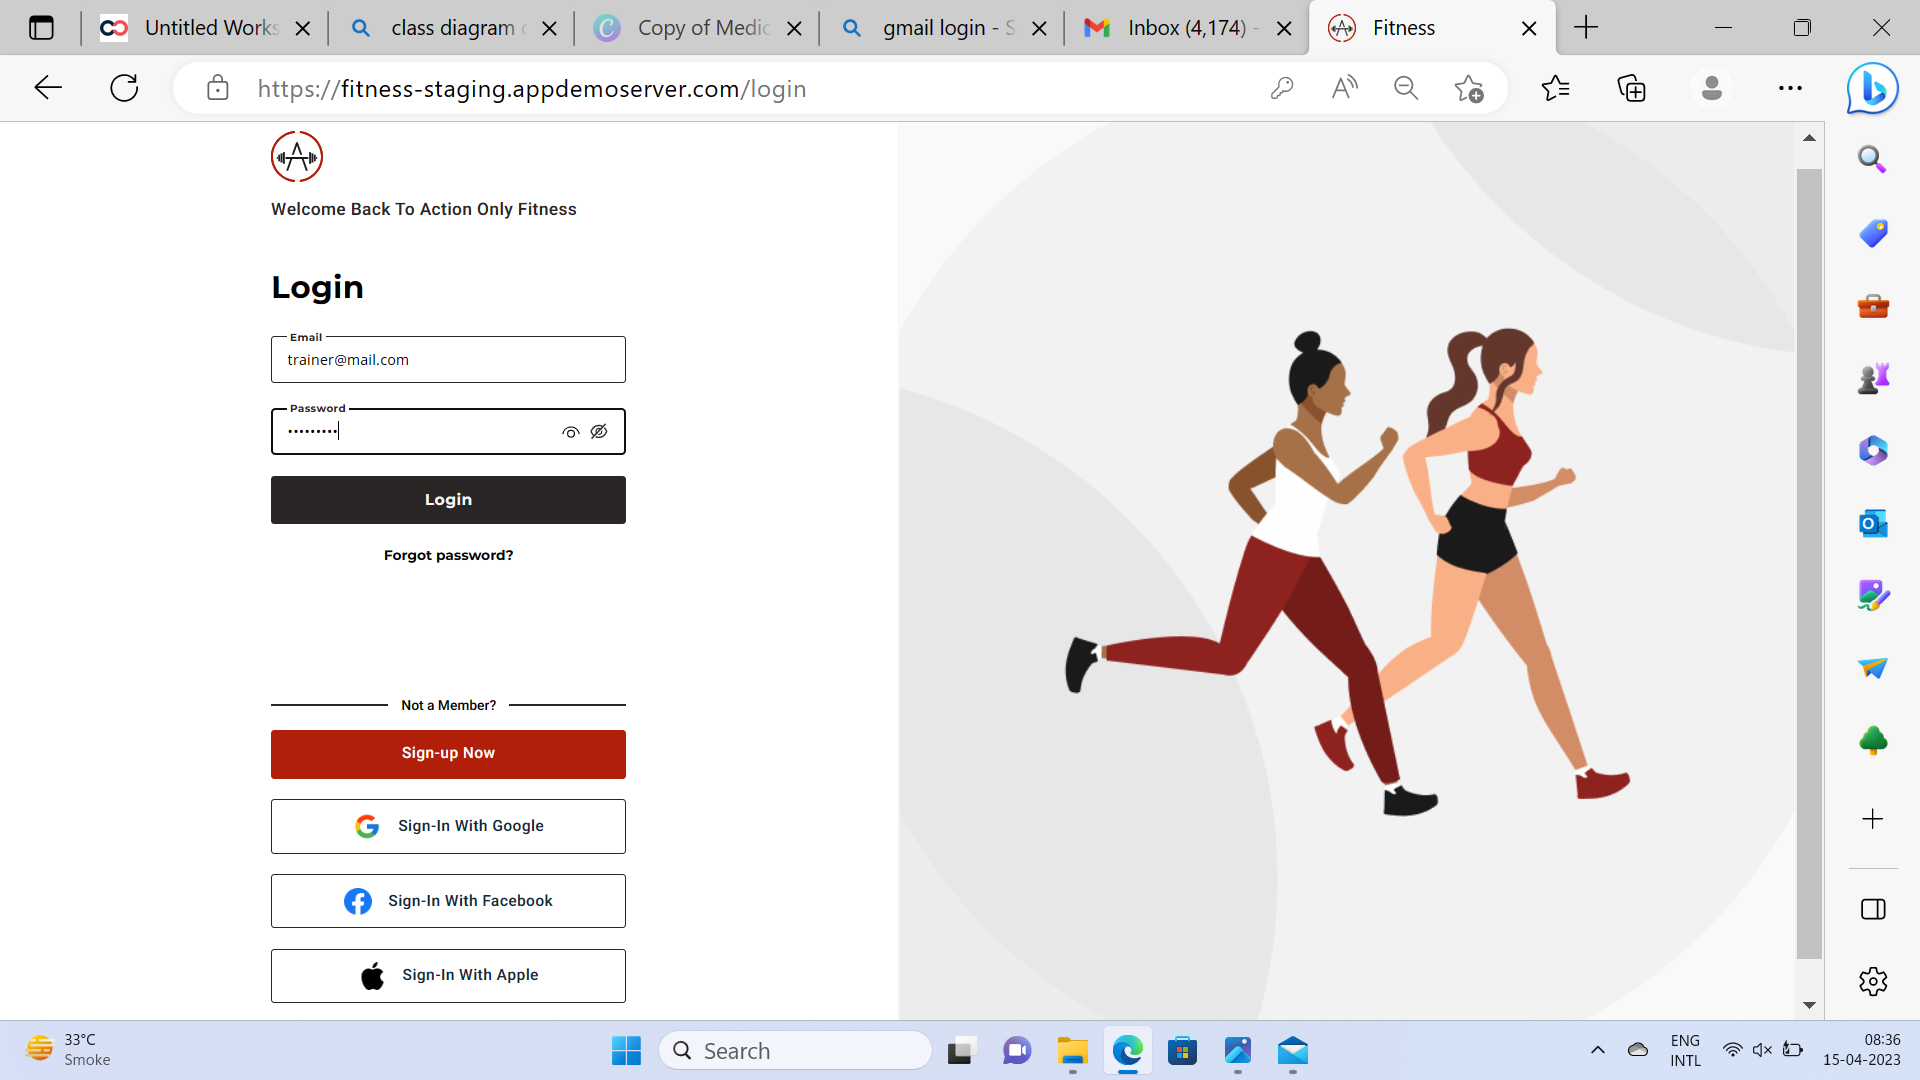 Untitled Works
class diagram
Copy of Medic
gmail login - S
Inbox (4,174) -
Fitness
https://fitness-staging.appdemoserver.com/login
Welcome Back To Action Only Fitness
Login
Email
trainer@mail.com
Password
•••••••••
Login
Forgot password?
Not a Member?
Sign-up Now
Sign-In With Google
Sign-In With Facebook
Sign-In With Apple
33°C
Smoke
Search
ENG
INTL
08:36
15-04-2023